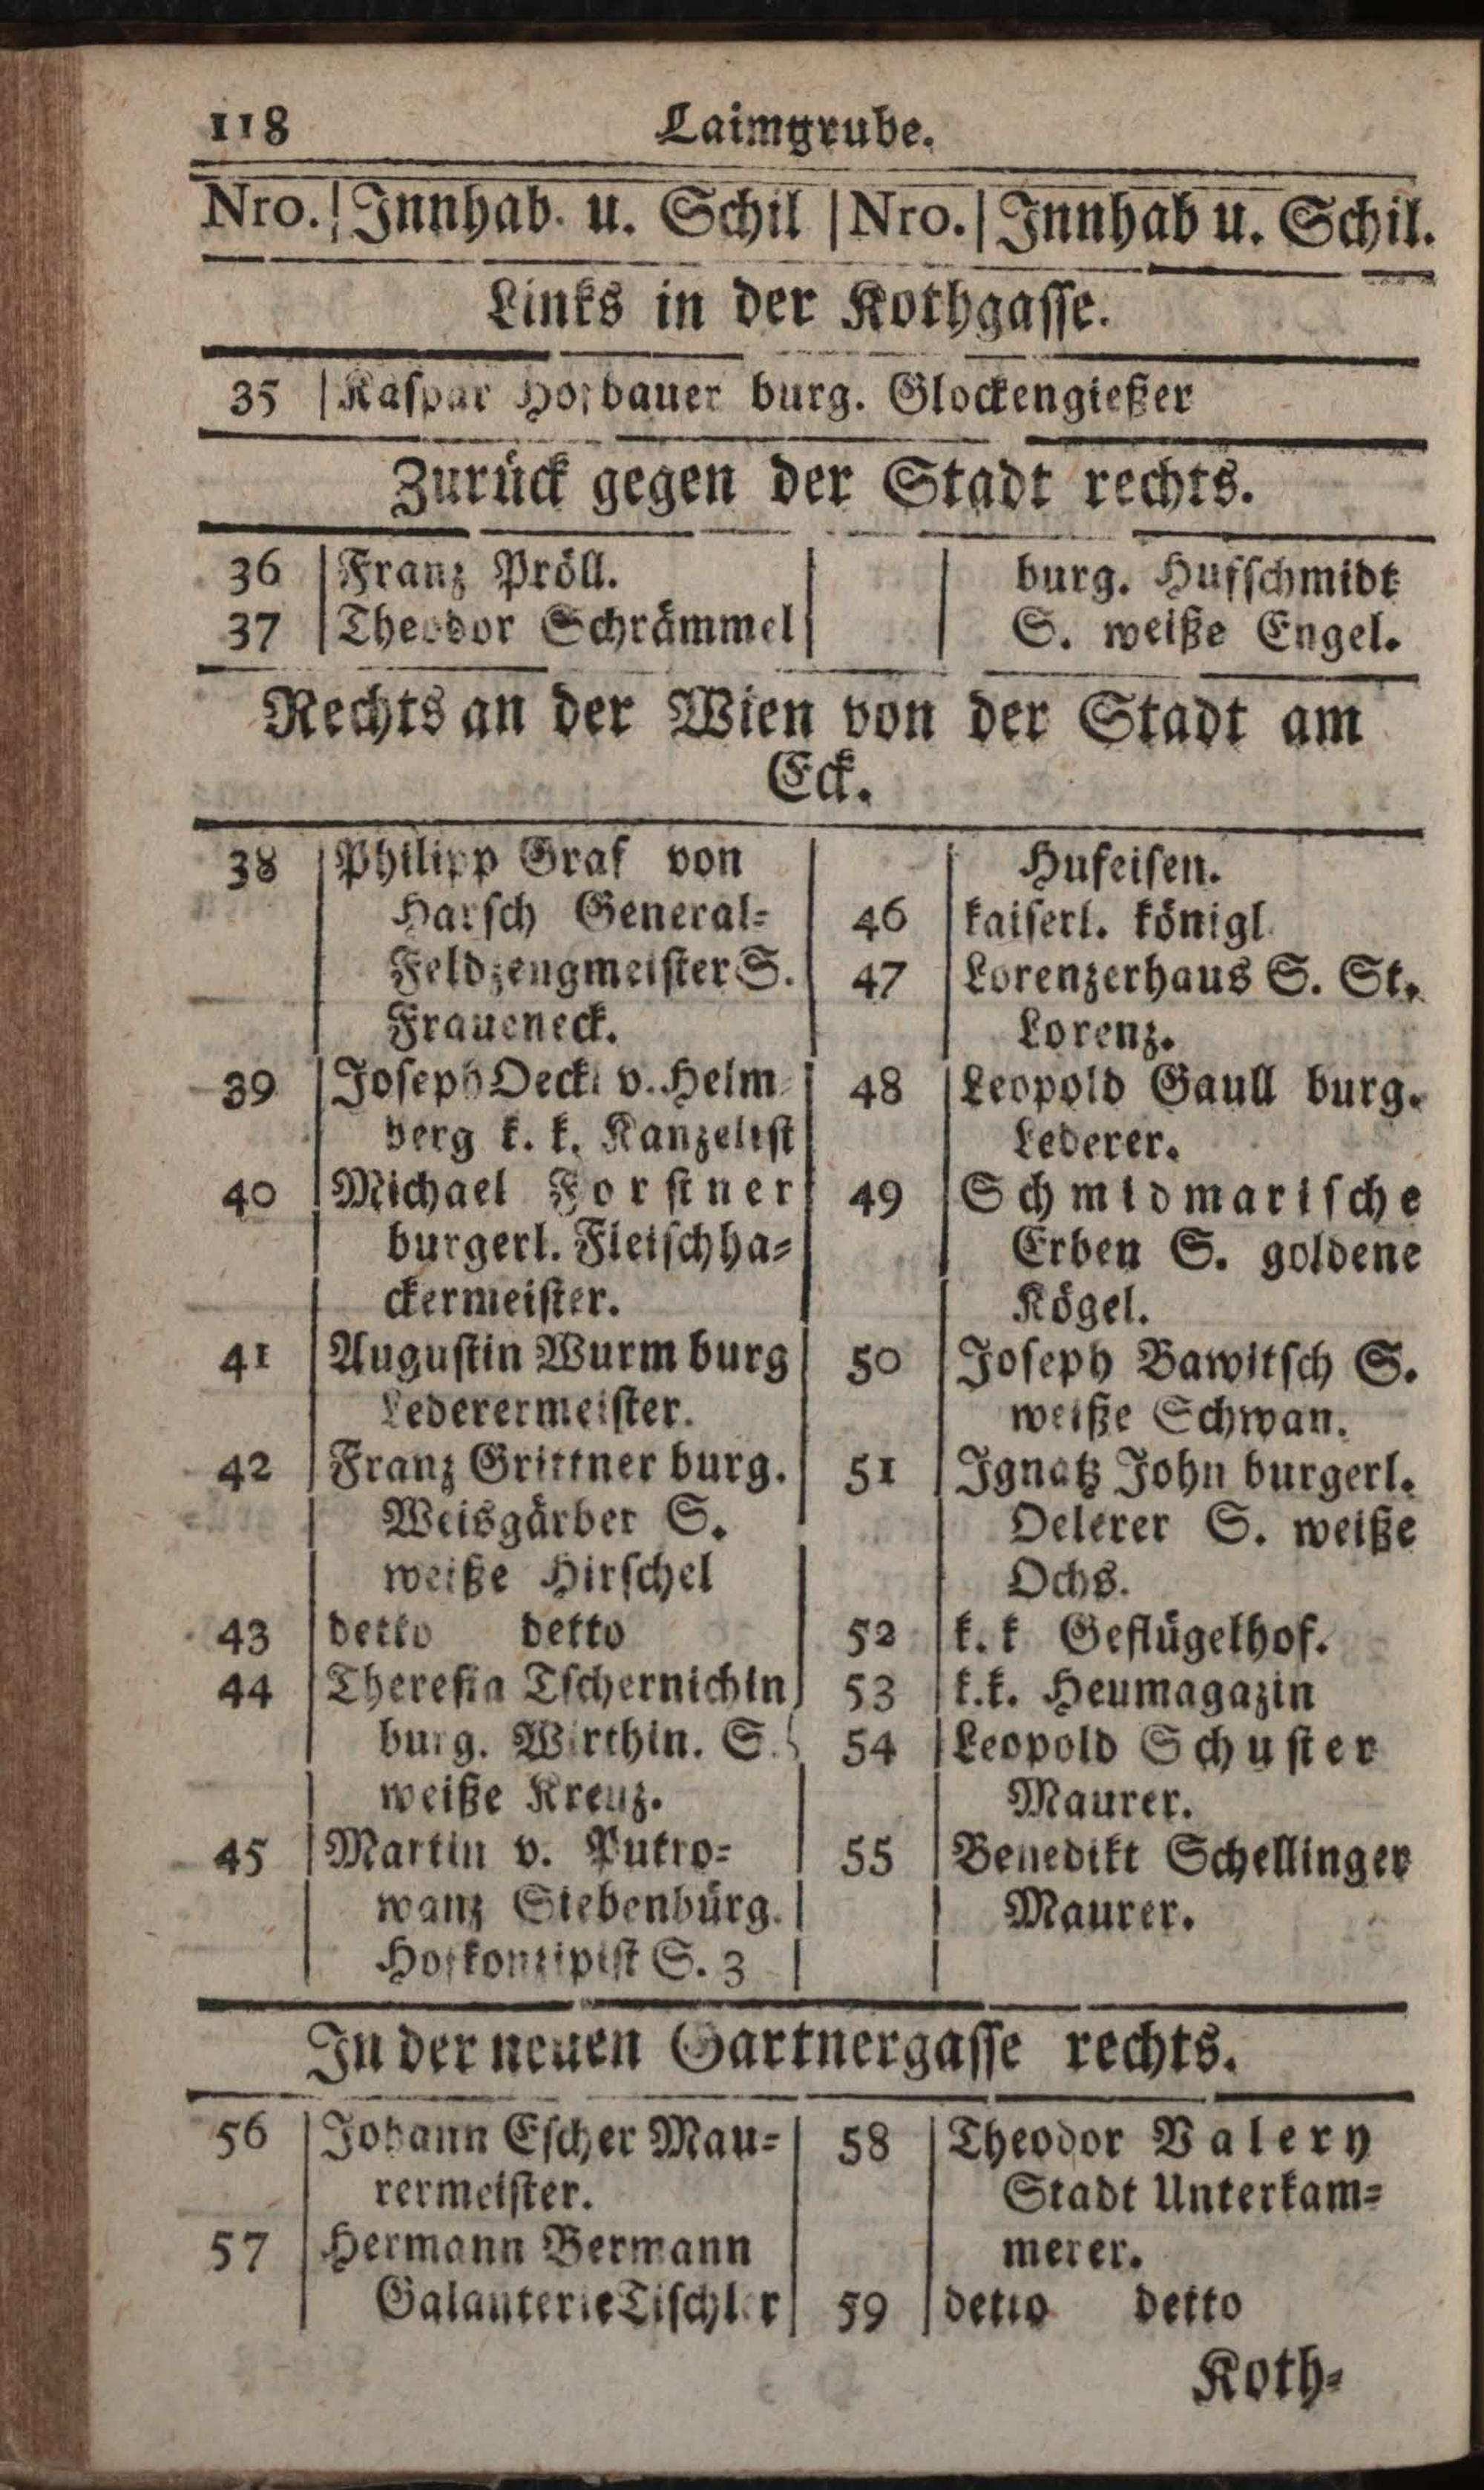 118 Laimgrube.
Nro. | Innhab. u. Schil | Nro. | Innhab u. Schil.
Links in der Kothgasse.
35 | Kaspar Hofbauer burg. Glockengießer
Zurück gegen der Stadt rechts.
36 | Franz Pröll.
37 | Theodor Schrämmel
burg. Hufschmidt
S. weiße Engel.
Rechts an der Wien von der Stadt am
Eck.
38 | Philipp Graf von
Harsch General-
Feldzeugmeister S.
Fraueneck.
39 | Joseph Oeckl v. Helm
berg k. k. Kanzelist
40 | Michael Forstner
burgerl. Fleischha-
ckermeister.
41 | Augustin Wurm burg
Lederermeister.
42 | Franz Grittner burg.
Weisgärber S.
weiße Hirschel
43 | detto detto
44 | Theresia Tschernichin
burg. Wirthin. S.
weiße Kreuz.
45 | Martin v. Putro-
wanz Siebenbürg.
Hofkonzipist S. 3
Hufeisen.
46 | kaiserl. königl.
47 | Lorenzerhaus S. St.
Lorenz.
48 | Leopold Gaull burg.
Lederer.
49 | Schmidmarische
Erben S. goldene
Kögel.
50 | Joseph Bawitsch S.
weiße Schwan.
51 | Ignatz John burgerl.
Oelerer S. weiße
Ochs.
52 | k. k Geflügelhof.
53 | k.k. Heumagazin
54 | Leopold Schuster
Maurer.
55 | Benedikt Schellinger
Maurer.
In der neuen Gartnergasse rechts.
56 | Johann Escher Mau-
rermeister.
57 | Hermann Bermann
Galanterie Tischler
58 | Theodor Valery
Stadt Unterkam-
merer.
59 | detto detto
Koth-